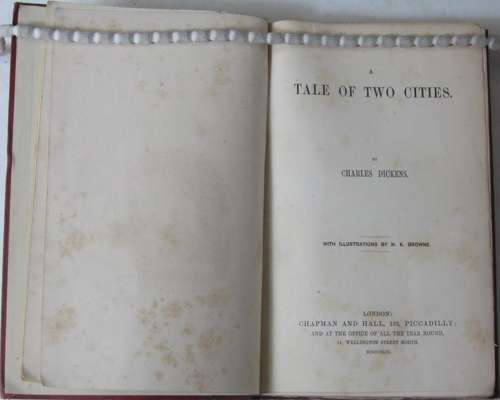 A
TALE OF TWO CITIES.
BY
CHARLES DICKENS.
WITH ILLUSTRATIONS BY H. K. BROWNE.
LONDON:
CHAPMAN AND HALL, 193, PICCADILLY;
AND AT THE OFFICE OF ALL THE YEAR ROUND,
11, WELLINGTON STREET NORTH.
MDCCCLIX.